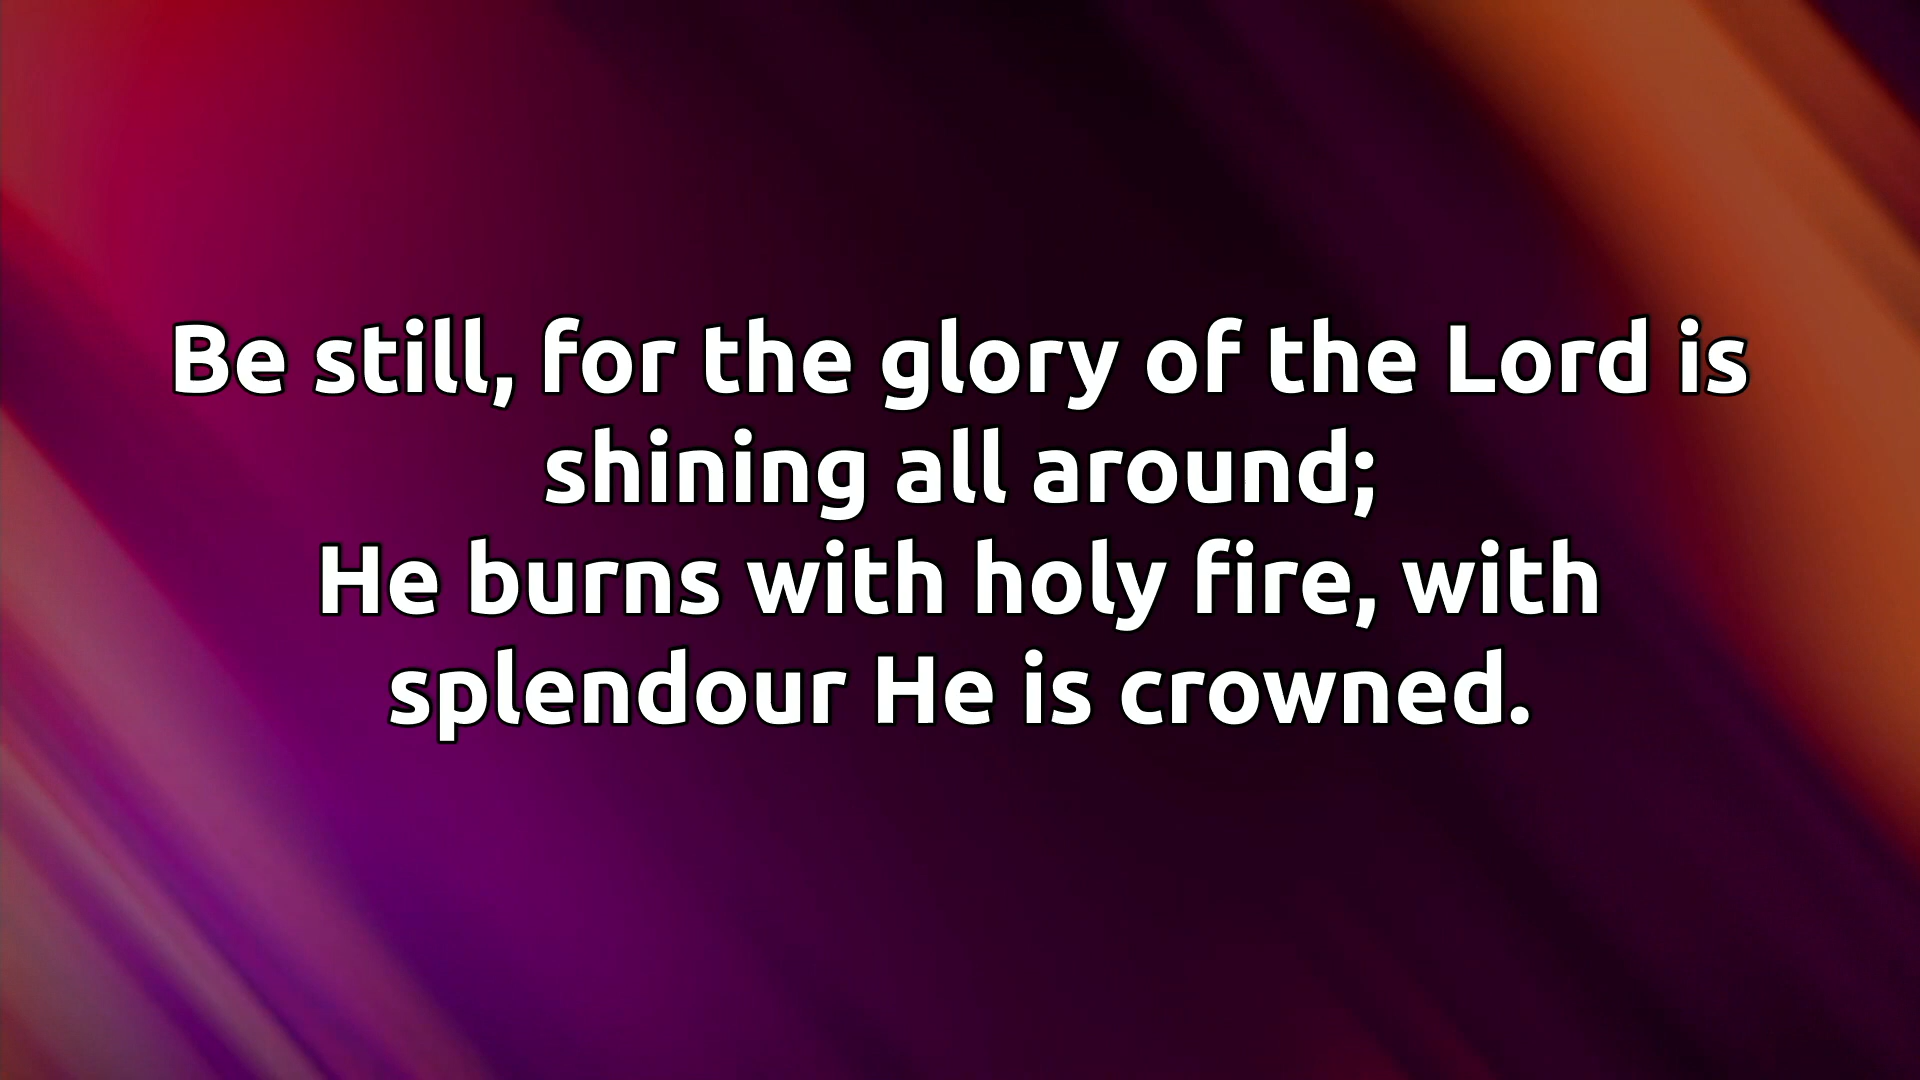 Be still, for the glory of the Lord is
shining all around;
He burns with holy fire, with
splendour He is crowned.